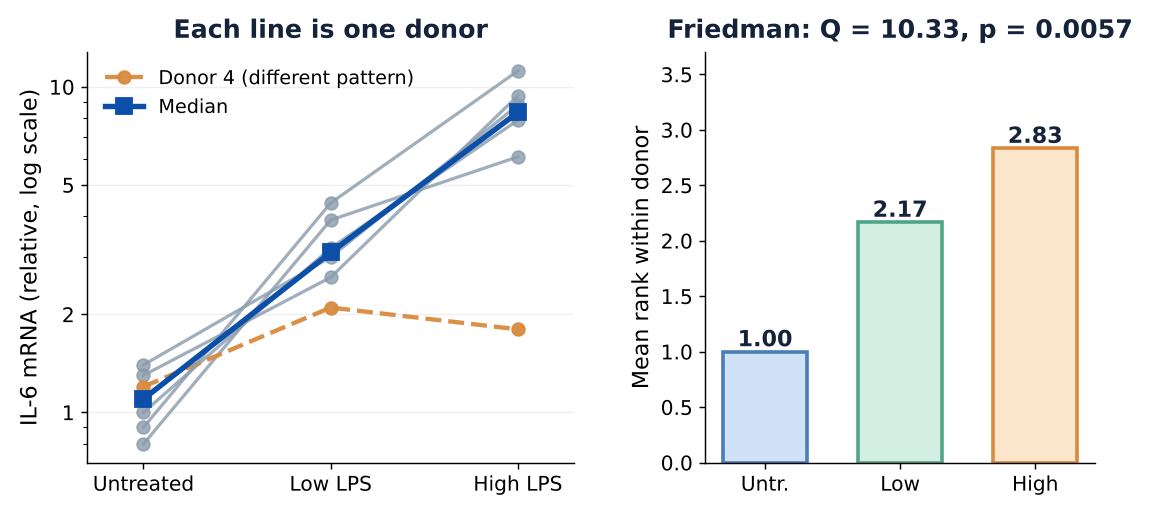 Each line is one donor
IL-6 mRNA (relative, log scale)
10
5
2
1
Donor 4 (different pattern)
Median
Untreated
Low LPS
High LPS
Friedman: Q = 10.33, p = 0.0057
Mean rank within donor
3.5
3.0
2.5
2.0
1.5
1.0
0.5
0.0
1.00
2.17
2.83
Untr.
Low
High